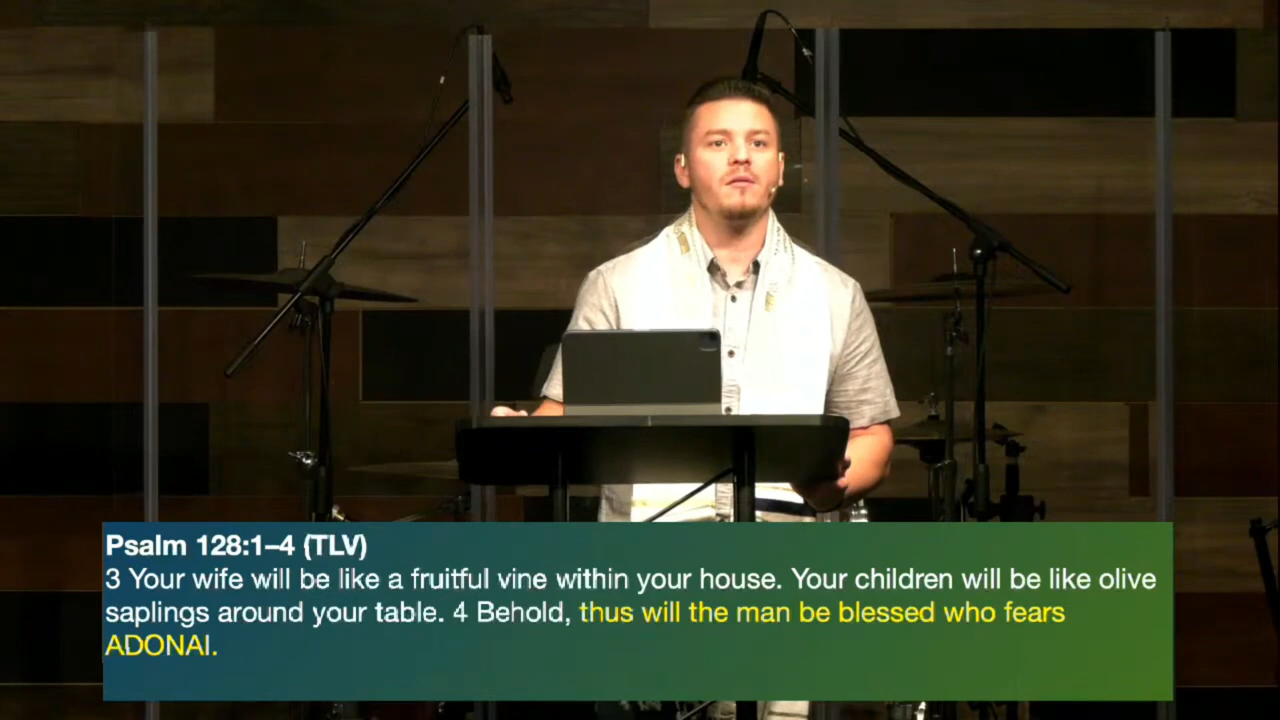 Psalm 128:1–4 (TLV)
3 Your wife will be like a fruitful vine within your house. Your children will be like olive
saplings around your table. 4 Behold, thus will the man be blessed who fears
ADONAI.